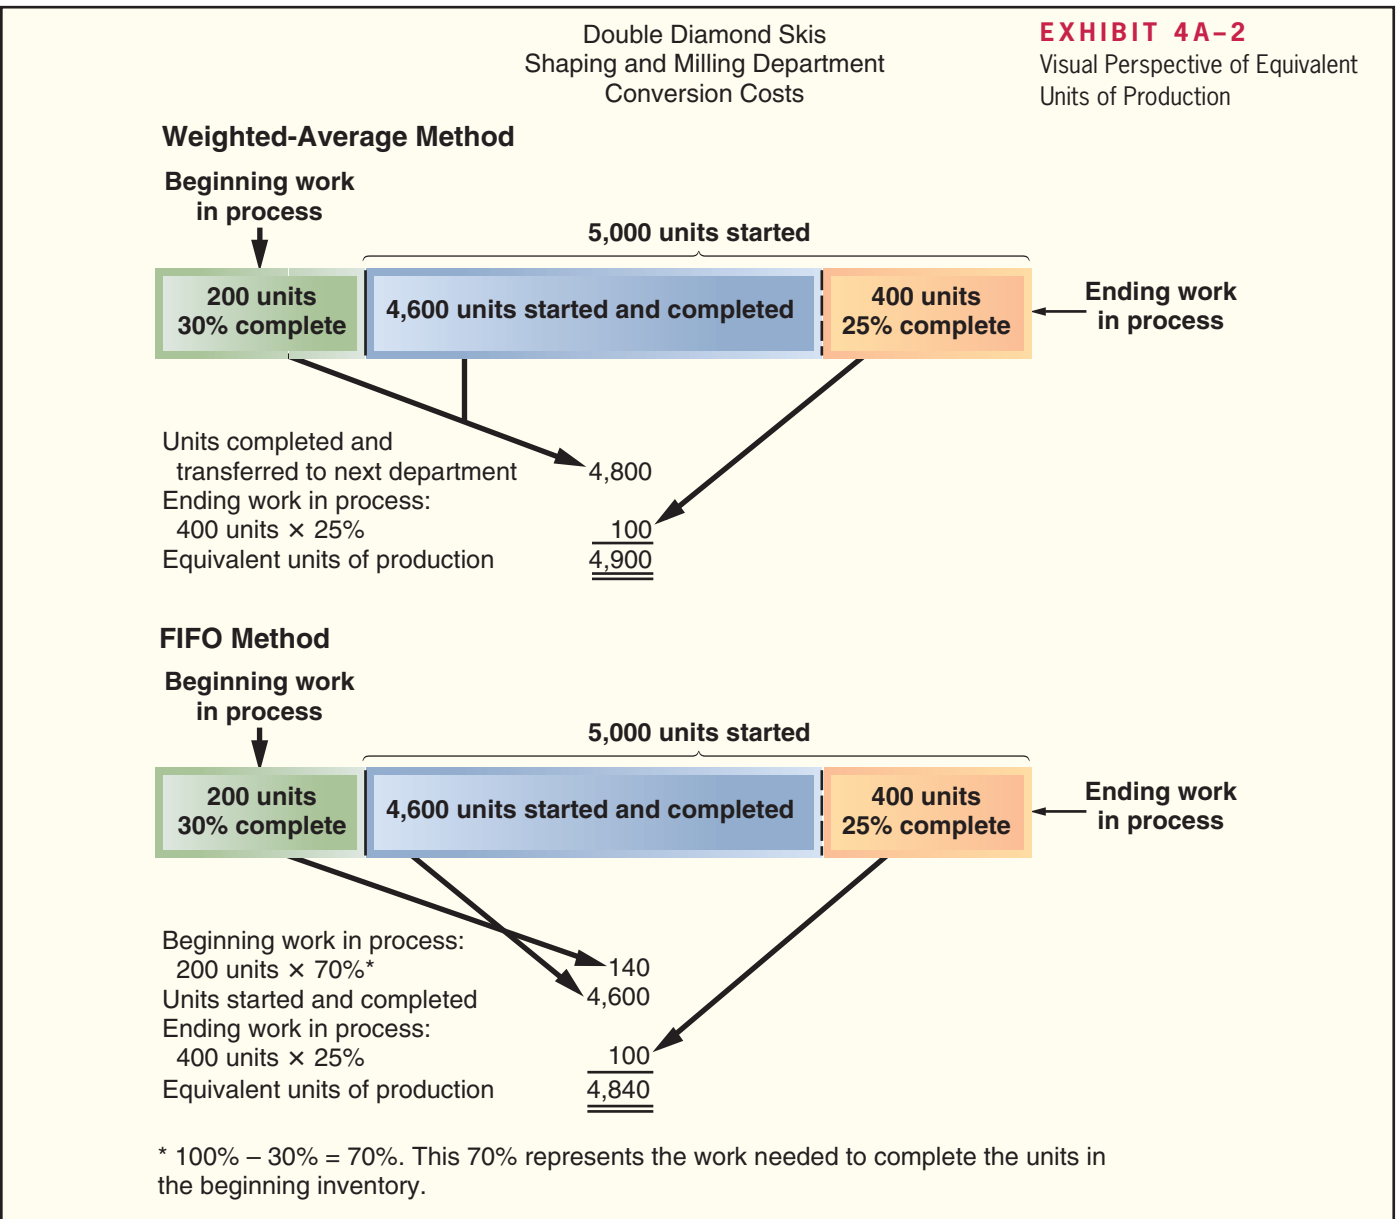 Double Diamond Skis
Shaping and Milling Department
Conversion Costs
EXHIBIT 4A–2
Visual Perspective of Equivalent
Units of Production
Weighted-Average Method
Beginning work
in process
5,000 units started
200 units
30% complete
4,600 units started and completed
400 units
25% complete
Ending work
in process
Units completed and
transferred to next department 4,800
Ending work in process:
400 units × 25% 100
Equivalent units of production 4,900
FIFO Method
Beginning work
in process
5,000 units started
200 units
30% complete
4,600 units started and completed
400 units
25% complete
Ending work
in process
Beginning work in process:
200 units × 70%* 140
Units started and completed 4,600
Ending work in process:
400 units × 25% 100
Equivalent units of production 4,840
* 100% – 30% = 70%. This 70% represents the work needed to complete the units in
the beginning inventory.